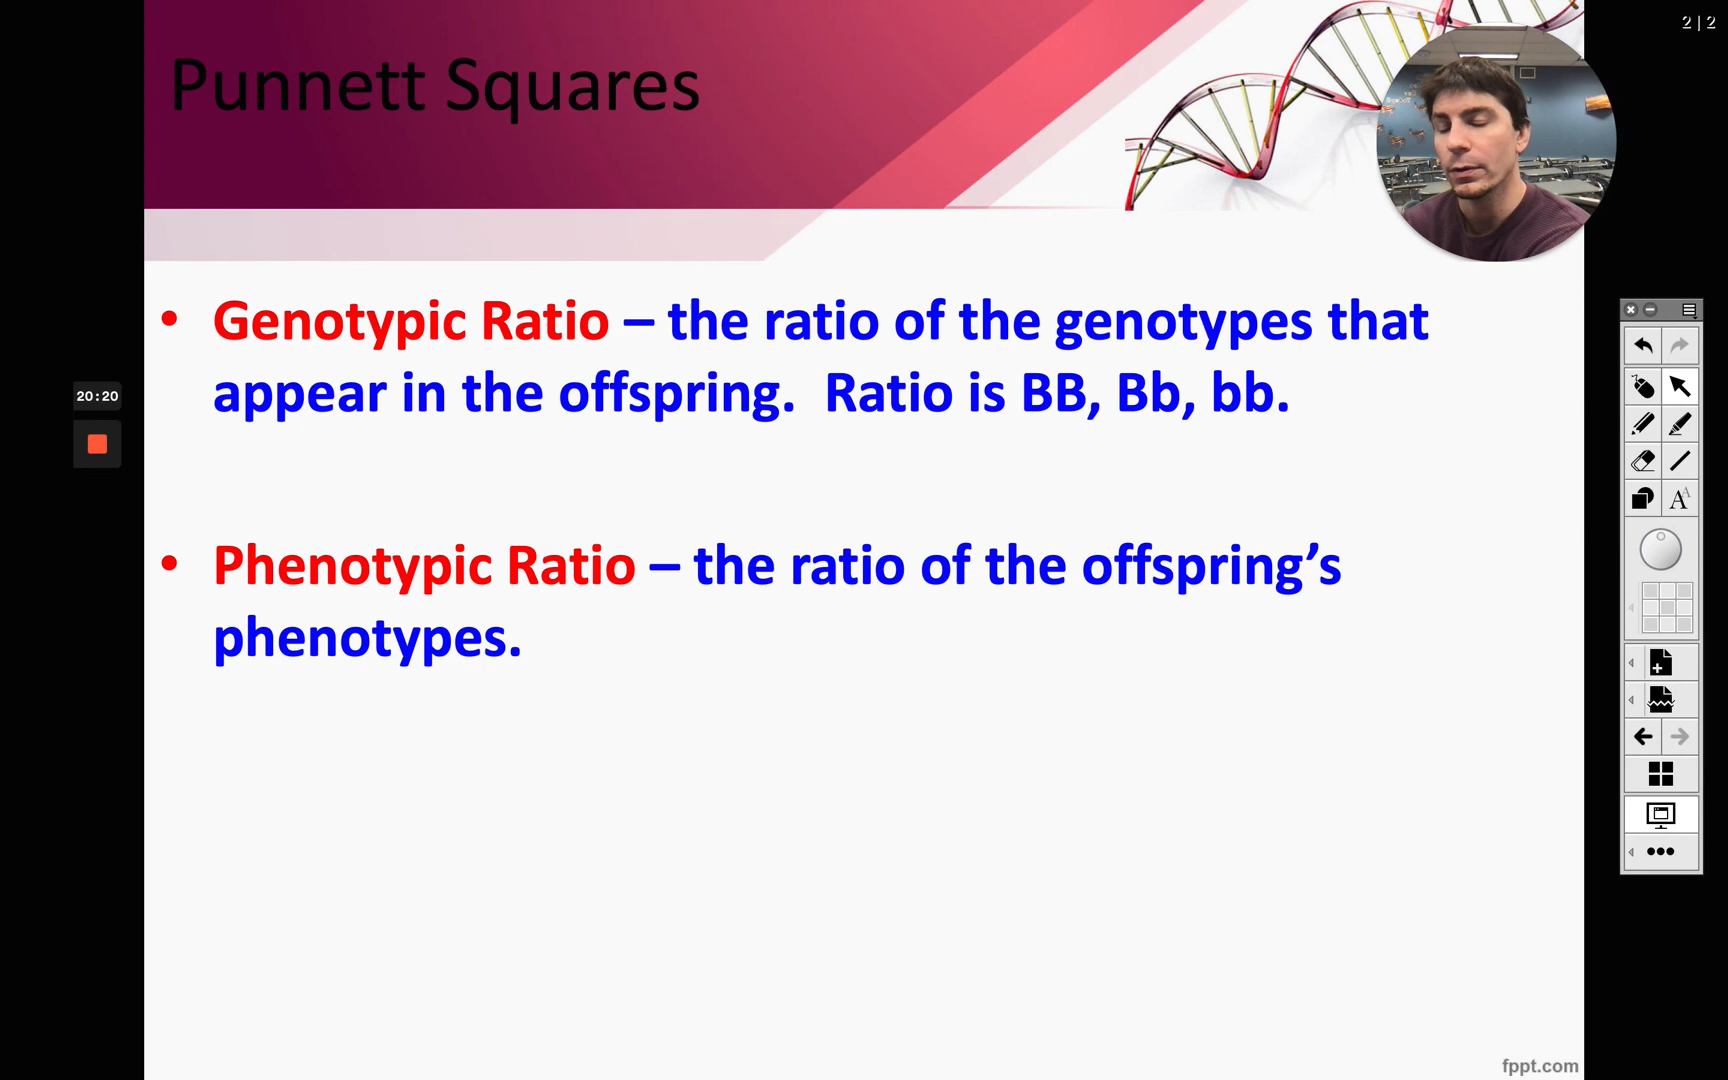 2 | 2
Punnett Squares
• Genotypic Ratio – the ratio of the genotypes that
appear in the offspring.  Ratio is BB, Bb, bb.
20:20
• Phenotypic Ratio – the ratio of the offspring’s
phenotypes.
fppt.com